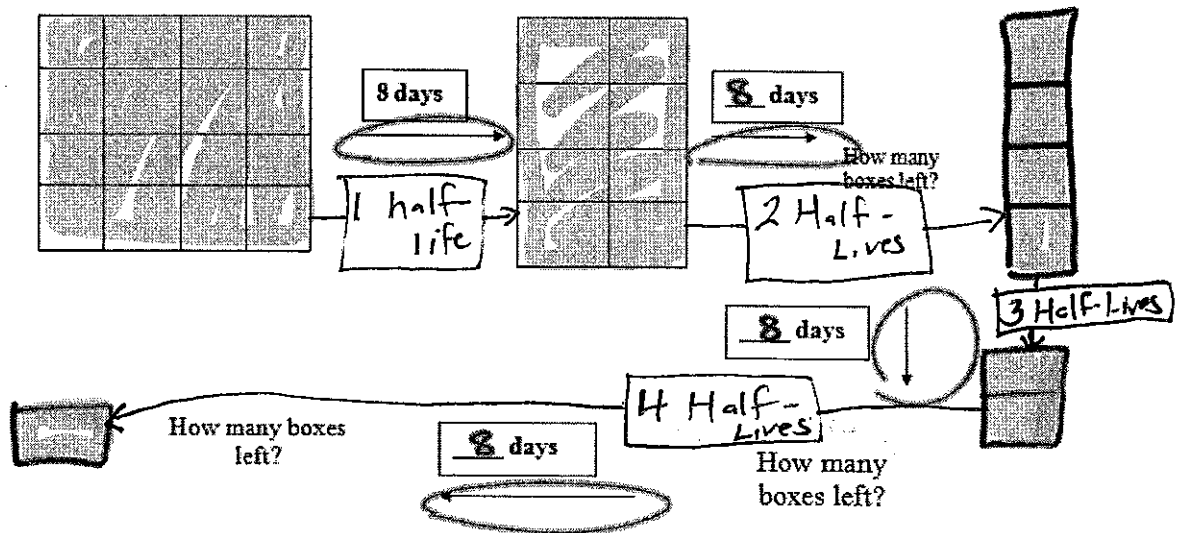 8 days
8 days
How many
boxes left?
1 half-
life
2 Half-
Lives
3 Half-Lives
8 days
4 Half-
Lives
How many boxes
left?
8 days
How many
boxes left?